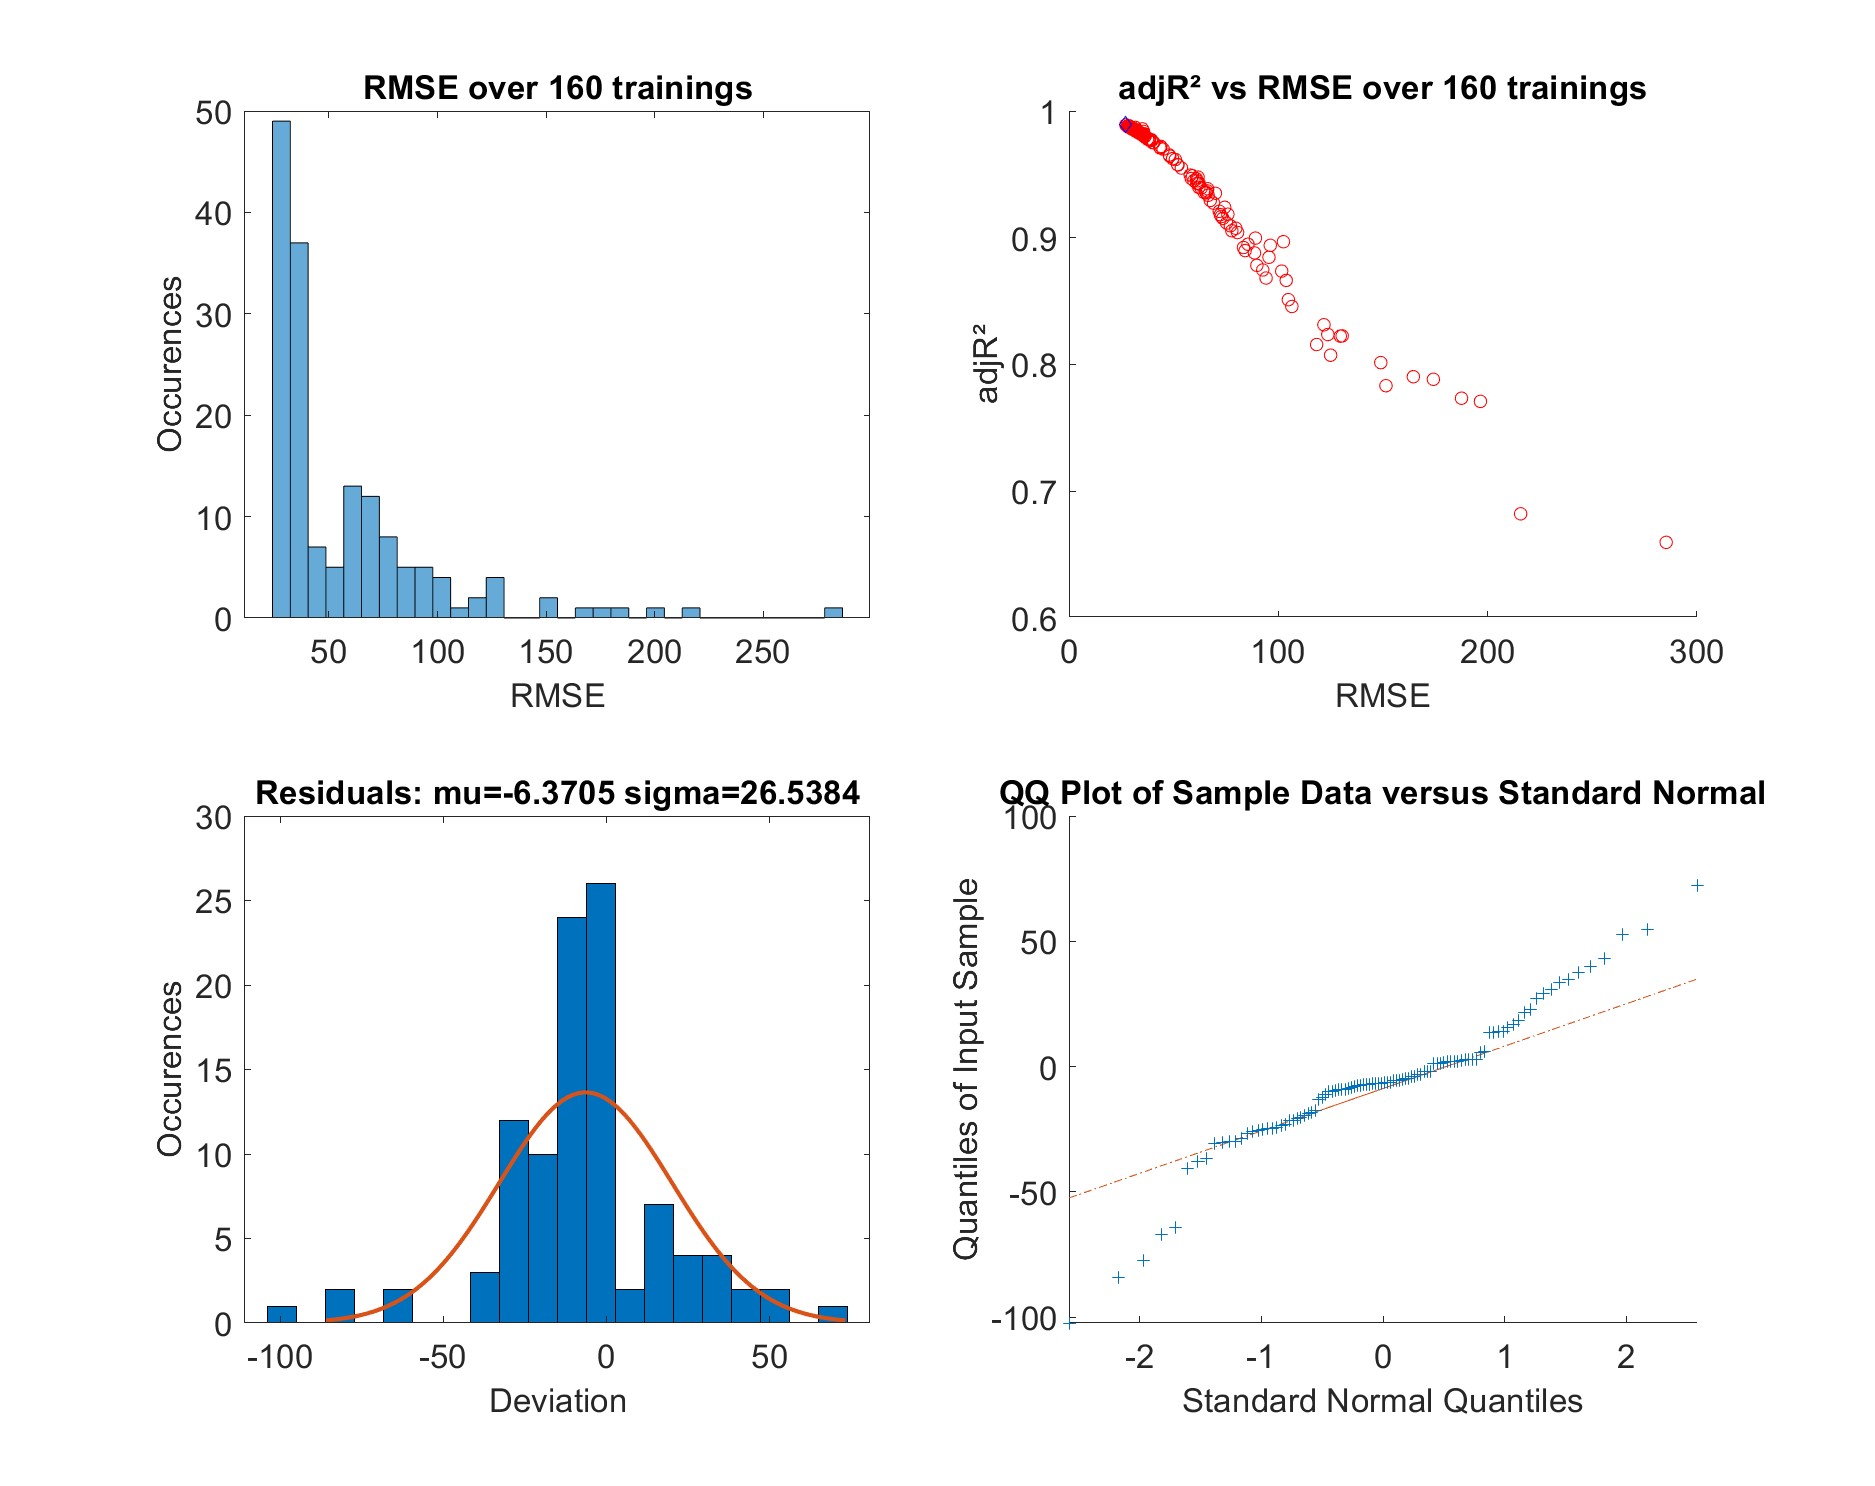 RMSE over 160 trainings
50
40
30
20
10
0
Occurences
50 100 150 200 250
RMSE
adjR² vs RMSE over 160 trainings
1
0.9
0.8
0.7
0.6
adjR²
0 100 200 300
RMSE
Residuals: mu=-6.3705 sigma=26.5384
30
25
20
15
10
5
0
Occurences
-100 -50 0 50
Deviation
QQ Plot of Sample Data versus Standard Normal
100
50
0
-50
-100
Quantiles of Input Sample
-2 -1 0 1 2
Standard Normal Quantiles